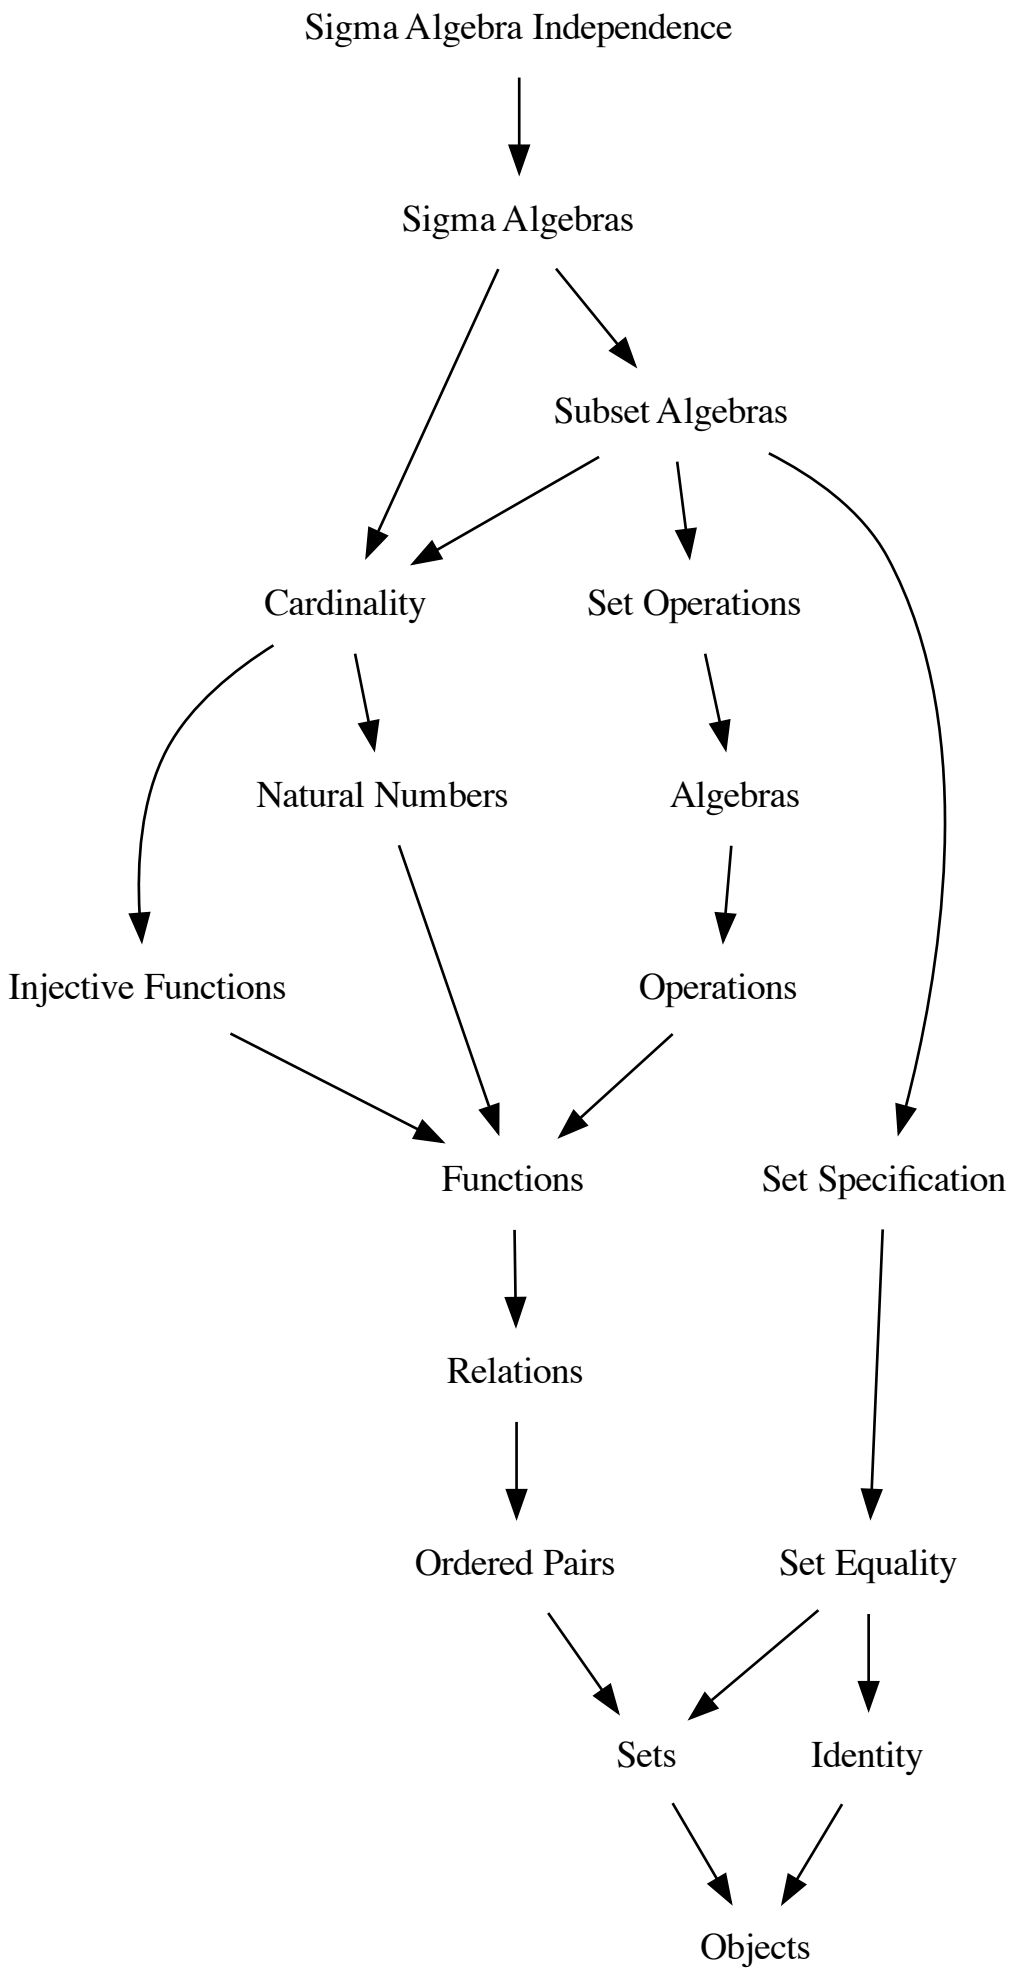 Sigma Algebra Independence
Sigma Algebras
Subset Algebras
Cardinality
Set Operations
Natural Numbers
Algebras
Injective Functions
Operations
Functions
Set Specification
Relations
Ordered Pairs
Set Equality
Sets
Identity
Objects